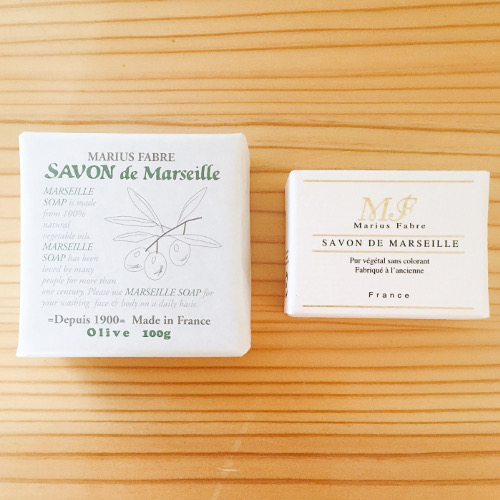 MARIUS FABRE
SAVON de Marseille
MARSEILLE
SOAP is made
from 100%
natural
vegetable oils.
MARSEILLE
SOAP has been
loved by many
people for more than
one century. Please use MARSEILLE SOAP for
your washing face & body on a daily basis.
=Depuis 1900= Made in France
Olive 100g
MF
Marius Fabre
SAVON DE MARSEILLE
Pur végétal sans colorant
Fabriqué à l'ancienne
France